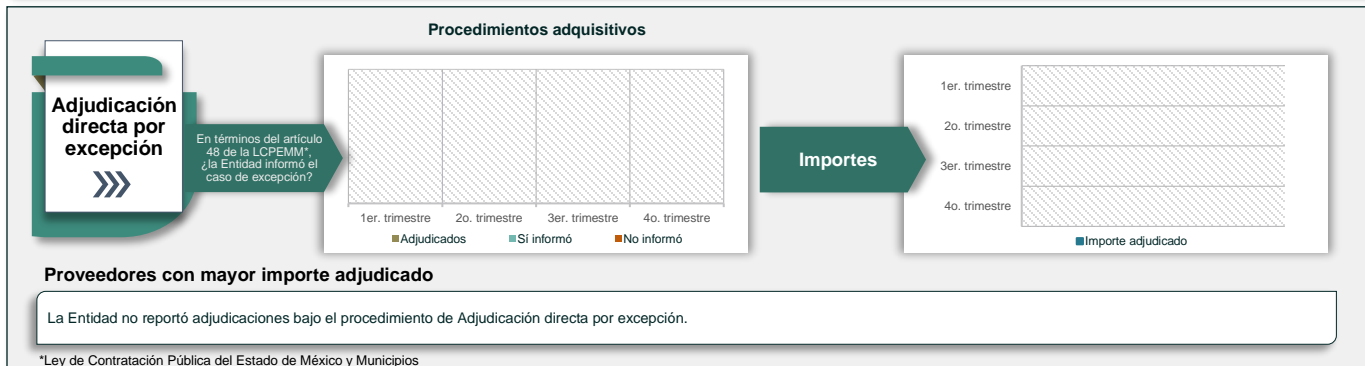 Procedimientos adquisitivos
Adjudicación
directa por
excepción
En términos del artículo
48 de la LCPEMM*,
¿la Entidad informó el
caso de excepción?
1er. trimestre 2o. trimestre 3er. trimestre 4o. trimestre
Adjudicados Sí informó No informó
Importes
1er. trimestre
2o. trimestre
3er. trimestre
4o. trimestre
Importe adjudicado
Proveedores con mayor importe adjudicado
La Entidad no reportó adjudicaciones bajo el procedimiento de Adjudicación directa por excepción.
*Ley de Contratación Pública del Estado de México y Municipios